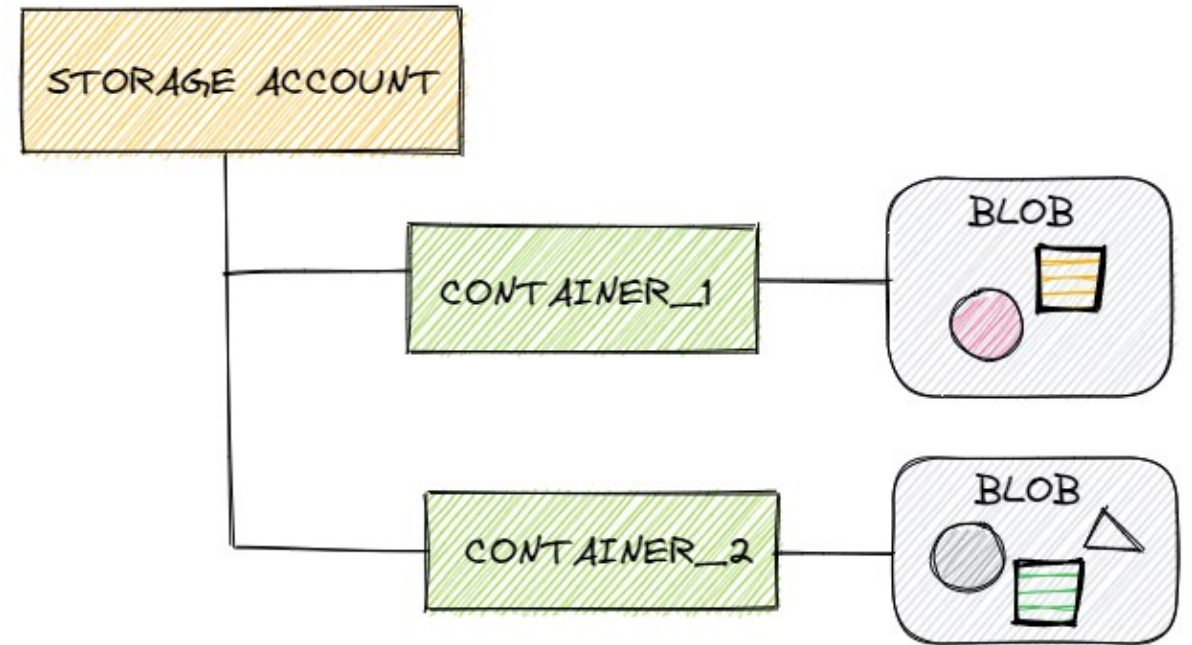 STORAGE ACCOUNT
CONTAINER_1
BLOB
CONTAINER_2
BLOB